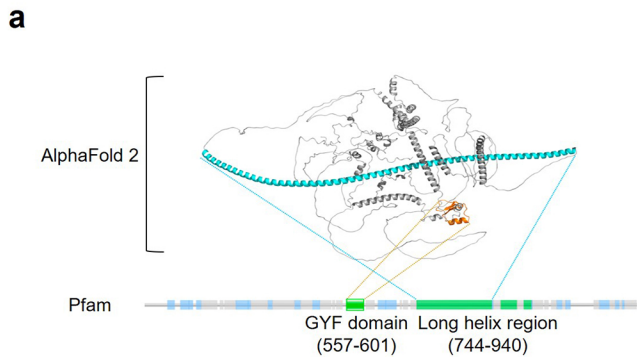 a
AlphaFold 2
Pfam
GYF domain Long helix region
(557-601) (744-940)